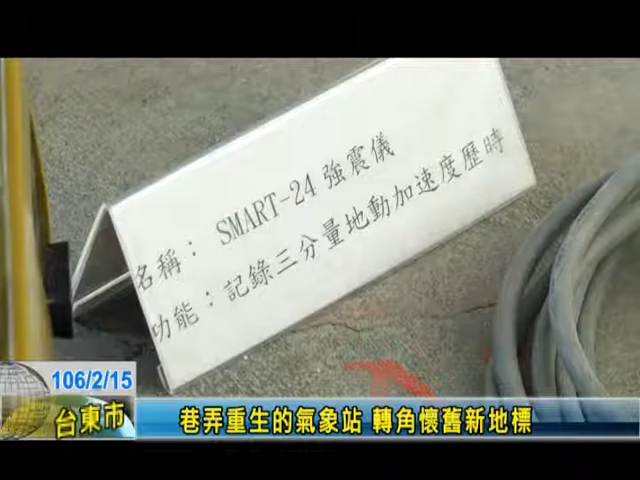 名稱： SMART-24 強震儀
功能：記錄三分量地動加速度歷時
106/2/15
台東市
巷弄重生的氣象站 轉角懷舊新地標